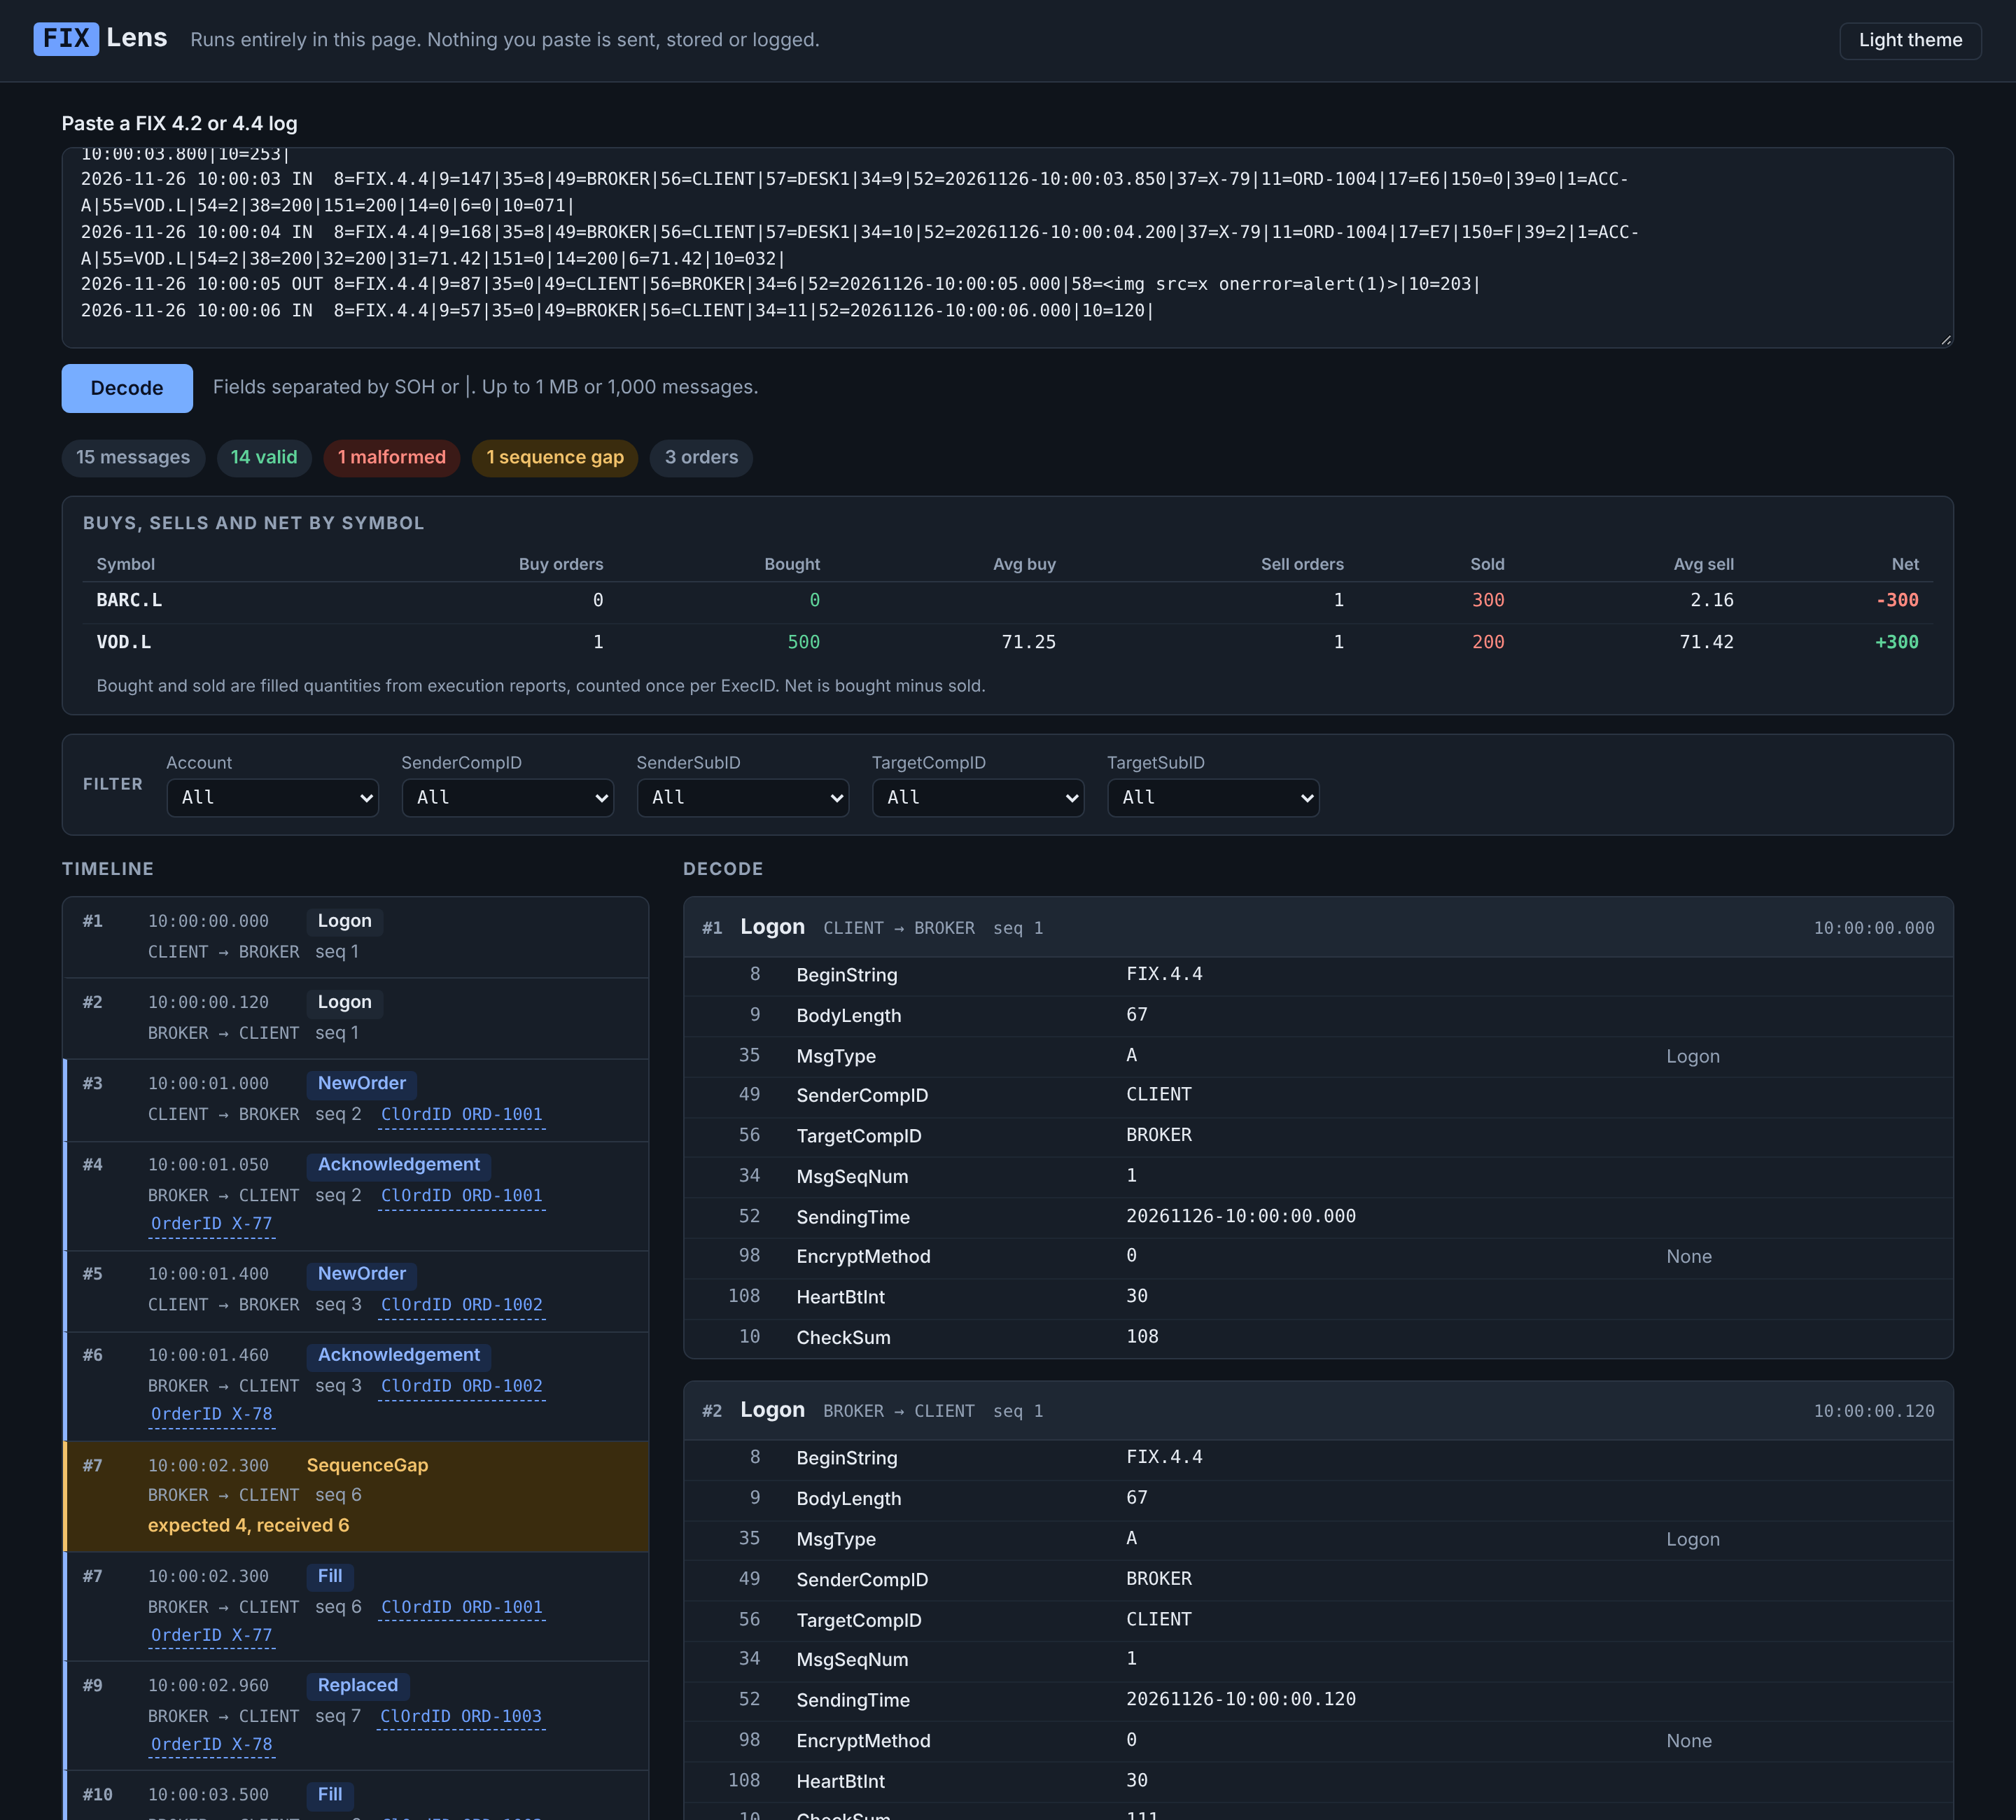 FIX Lens Runs entirely in this page. Nothing you paste is sent, stored or logged. Light theme
Paste a FIX 4.2 or 4.4 log
10:00:03.800|10=253|
2026-11-26 10:00:03 IN  8=FIX.4.4|9=147|35=8|49=BROKER|56=CLIENT|57=DESK1|34=9|52=20261126-10:00:03.850|37=X-79|11=ORD-1004|17=E6|150=0|39=0|1=ACC-
A|55=VOD.L|54=2|38=200|151=200|14=0|6=0|10=071|
2026-11-26 10:00:04 IN  8=FIX.4.4|9=168|35=8|49=BROKER|56=CLIENT|57=DESK1|34=10|52=20261126-10:00:04.200|37=X-79|11=ORD-1004|17=E7|150=F|39=2|1=ACC-
A|55=VOD.L|54=2|38=200|32=200|31=71.42|151=0|14=200|6=71.42|10=032|
2026-11-26 10:00:05 OUT 8=FIX.4.4|9=87|35=0|49=CLIENT|56=BROKER|34=6|52=20261126-10:00:05.000|58=<img src=x onerror=alert(1)>|10=203|
2026-11-26 10:00:06 IN  8=FIX.4.4|9=57|35=0|49=BROKER|56=CLIENT|34=11|52=20261126-10:00:06.000|10=120|
Decode Fields separated by SOH or |. Up to 1 MB or 1,000 messages.
15 messages 14 valid 1 malformed 1 sequence gap 3 orders
BUYS, SELLS AND NET BY SYMBOL
Symbol Buy orders Bought Avg buy Sell orders Sold Avg sell Net
BARC.L 0 0 1 300 2.16 -300
VOD.L 1 500 71.25 1 200 71.42 +300
Bought and sold are filled quantities from execution reports, counted once per ExecID. Net is bought minus sold.
FILTER
Account SenderCompID SenderSubID TargetCompID TargetSubID
All All All All All
TIMELINE
#1 10:00:00.000 Logon
CLIENT → BROKER seq 1
#2 10:00:00.120 Logon
BROKER → CLIENT seq 1
#3 10:00:01.000 NewOrder
CLIENT → BROKER seq 2 ClOrdID ORD-1001
#4 10:00:01.050 Acknowledgement
BROKER → CLIENT seq 2 ClOrdID ORD-1001
OrderID X-77
#5 10:00:01.400 NewOrder
CLIENT → BROKER seq 3 ClOrdID ORD-1002
#6 10:00:01.460 Acknowledgement
BROKER → CLIENT seq 3 ClOrdID ORD-1002
OrderID X-78
#7 10:00:02.300 SequenceGap
BROKER → CLIENT seq 6
expected 4, received 6
#7 10:00:02.300 Fill
BROKER → CLIENT seq 6 ClOrdID ORD-1001
OrderID X-77
#9 10:00:02.960 Replaced
BROKER → CLIENT seq 7 ClOrdID ORD-1003
OrderID X-78
#10 10:00:03.500 Fill
DECODE
#1 Logon CLIENT → BROKER seq 1 10:00:00.000
8 BeginString FIX.4.4
9 BodyLength 67
35 MsgType A Logon
49 SenderCompID CLIENT
56 TargetCompID BROKER
34 MsgSeqNum 1
52 SendingTime 20261126-10:00:00.000
98 EncryptMethod 0 None
108 HeartBtInt 30
10 CheckSum 108
#2 Logon BROKER → CLIENT seq 1 10:00:00.120
8 BeginString FIX.4.4
9 BodyLength 67
35 MsgType A Logon
49 SenderCompID BROKER
56 TargetCompID CLIENT
34 MsgSeqNum 1
52 SendingTime 20261126-10:00:00.120
98 EncryptMethod 0 None
108 HeartBtInt 30
10 CheckSum 111